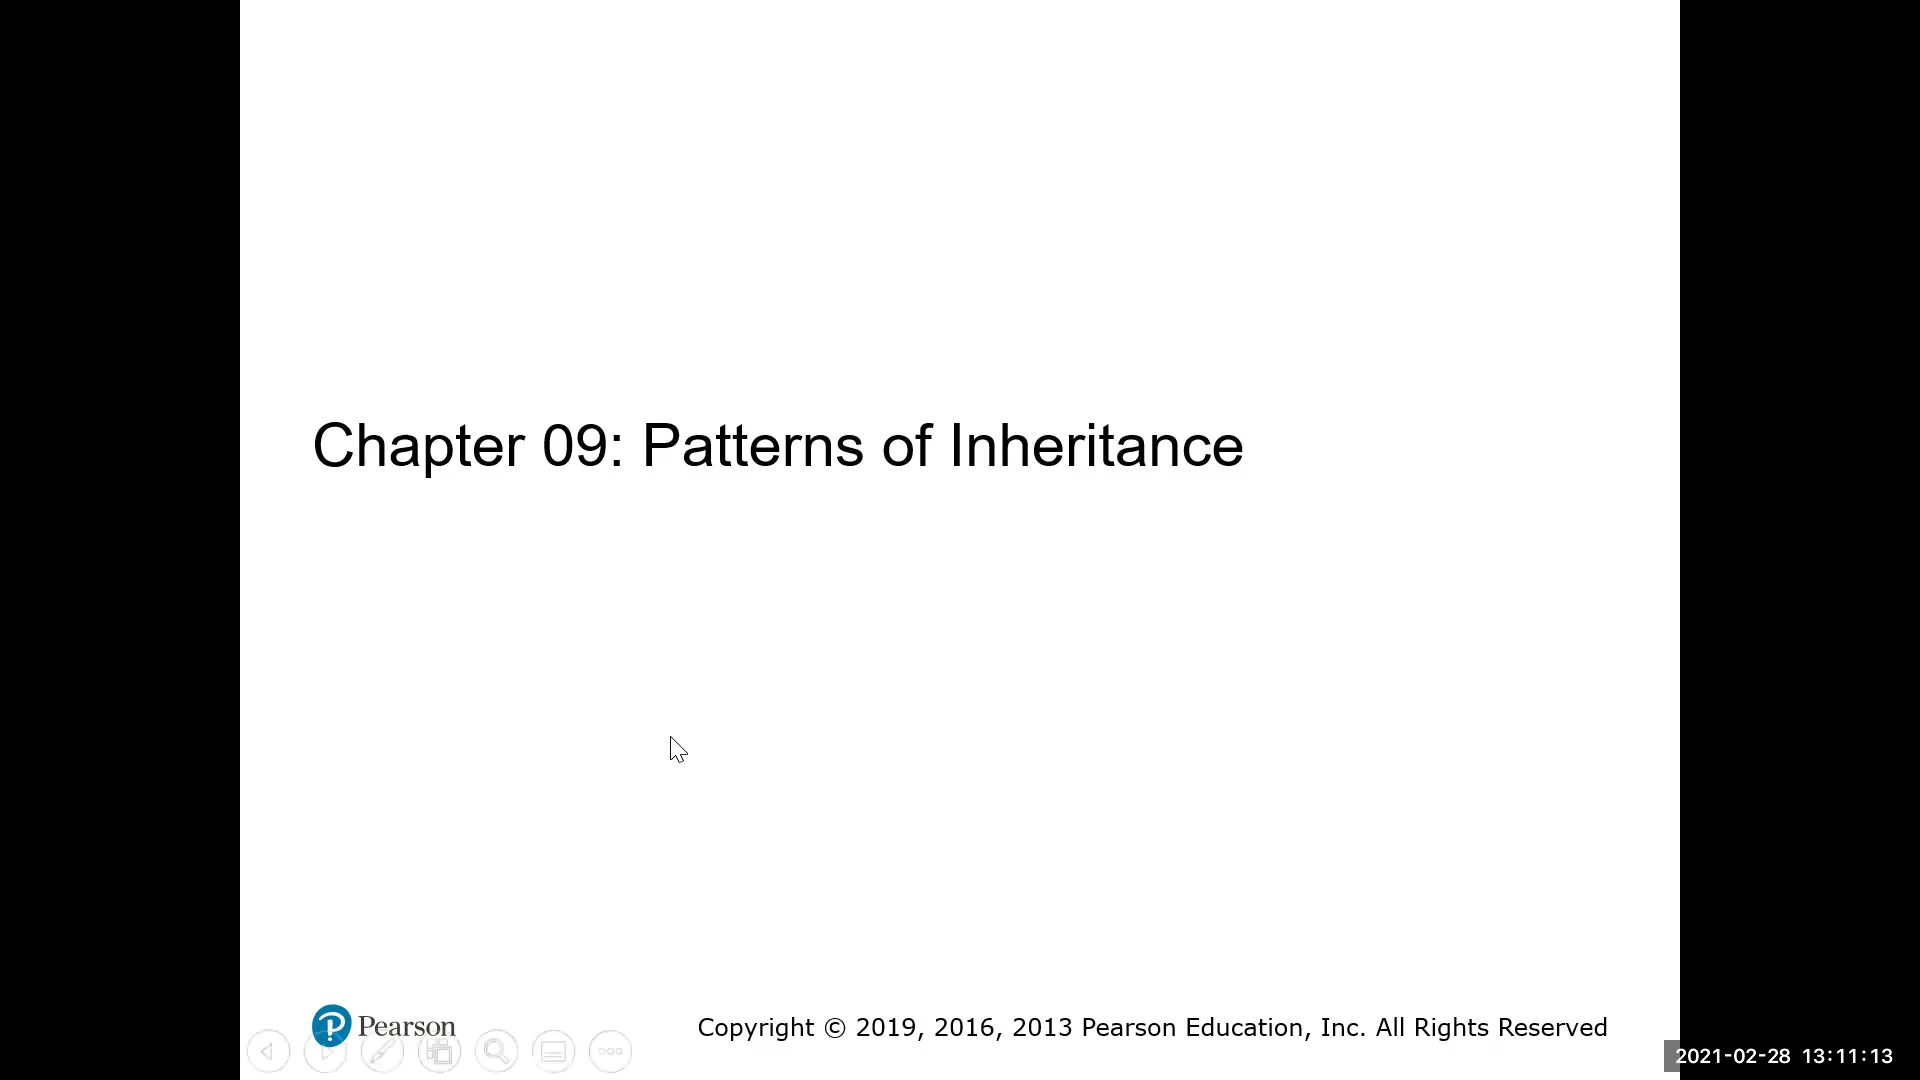 Chapter 09: Patterns of Inheritance
Pearson
Copyright © 2019, 2016, 2013 Pearson Education, Inc. All Rights Reserved
2021-02-28 13:11:13